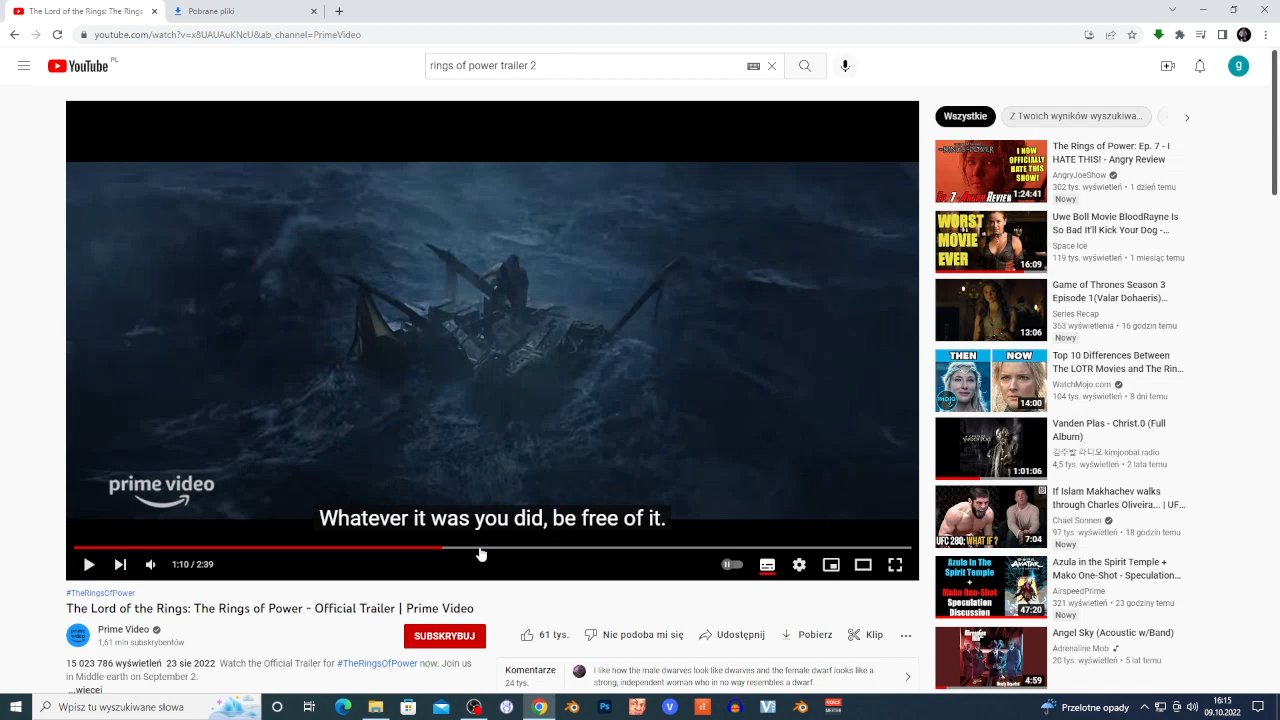 The Lord of the Rings: The Rings
Pobrane pliki
youtube.com/watch?v=x8UAUAuKNcU&ab_channel=PrimeVideo
YouTube PL
rings of power trailer 2
g
Wszystkie
Z Twoich wyników wyszukiwa...
prime video
Whatever it was you did, be free of it.
1:10 / 2:39
#TheRingsOfPower
The Lord of the Rings: The Rings of Power - Official Trailer | Prime Video
Prime Video
1,61 mln subskrybentów
SUBSKRYBUJ
61 tys.
Nie podoba mi się
Udostępnij
Pobierz
Klip
15 023 786 wyświetleń 23 sie 2022 Watch the Official Trailer for #TheRingsOfPower now. Join us
in Middle-earth on September 2.
...więcej
Komentarze
24 tys.
I like how the male dwarves look like dwarves and the female dwarf looks like a
strong, independent woman who in no way resembles a dwarf.
I NOW
OFFICIALLY
HATE THIS
SHOW!
Ep. 7 - Angry Review
1:24:41
The Rings of Power: Ep. 7 - I
HATE THIS! - Angry Review
AngryJoeShow
302 tys. wyświetleń • 1 dzień temu
Nowy
WORST
MOVIE
EVER
16:09
Uwe Boll Movie BloodRayne Is
So Bad It'll Kick Your Dog -...
Space Ice
119 tys. wyświetleń • 1 miesiąc temu
13:06
Game of Thrones Season 3
Episode 1(Valar Dohaeris)...
Series Recap
353 wyświetlenia • 16 godzin temu
Nowy
THEN
NOW
MOJO
14:00
Top 10 Differences Between
The LOTR Movies and The Rin...
WatchMojo.com
104 tys. wyświetleń • 8 dni temu
1:01:06
Vanden Plas - Christ.0 (Full
Album)
김주발 라디오 kimjoobal radio
4,5 tys. wyświetleń • 2 lata temu
UFC 280: WHAT IF ?
7:04
If Islam Makhachev walks
through Charles Oliveira... | UF...
Chael Sonnen
97 tys. wyświetleń • 18 godzin temu
Nowy
Azula In The
Spirit Temple
+
Mako One-Shot
Speculation
Discussion
AVATAR
47:20
Azula in the Spirit Temple +
Mako One-Shot - Speculation...
AirspeedPrime
321 wyświetleń • 23 godziny temu
Nowy
4:59
Angel Sky (Acoustic w/Band)
Adrenaline Mob
20 tys. wyświetleń • 5 lat temu
Wpisz tu wyszukiwane słowa
Przelotne opady
16:15
09.10.2022